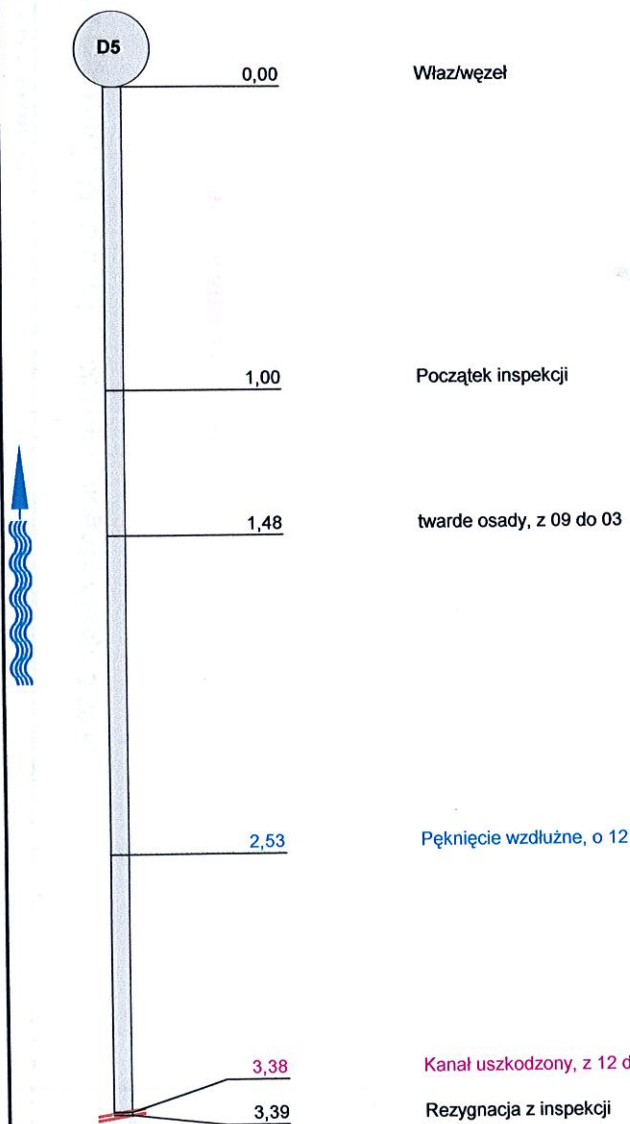 D5
0,00 Właz/węzeł
1,00 Początek inspekcji
1,48 twarde osady, z 09 do 03
2,53 Pęknięcie wzdłużne, o 12
3,38 Kanał uszkodzony, z 12 d
3,39 Rezygnacja z inspekcji